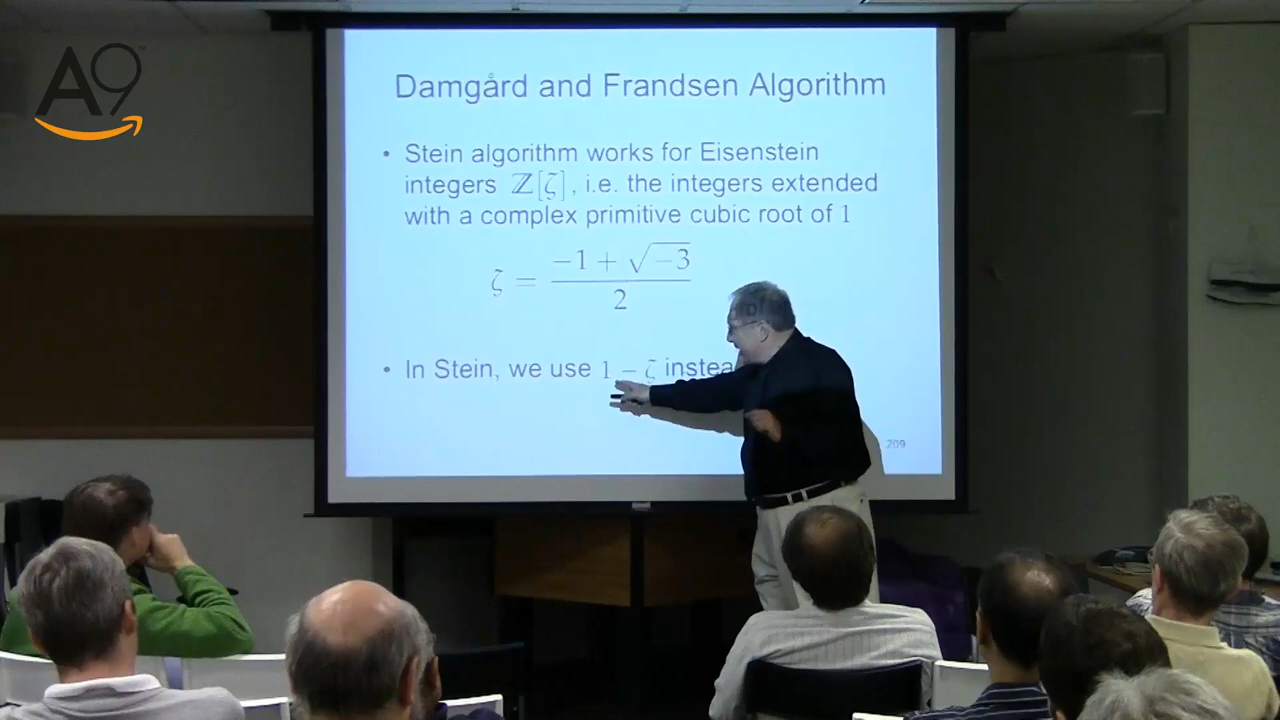 A9
Damgård and Frandsen Algorithm
• Stein algorithm works for Eisenstein
integers ℤ[ζ], i.e. the integers extended
with a complex primitive cubic root of 1
ζ = (−1 + √−3) / 2
• In Stein, we use 1 − ζ
209